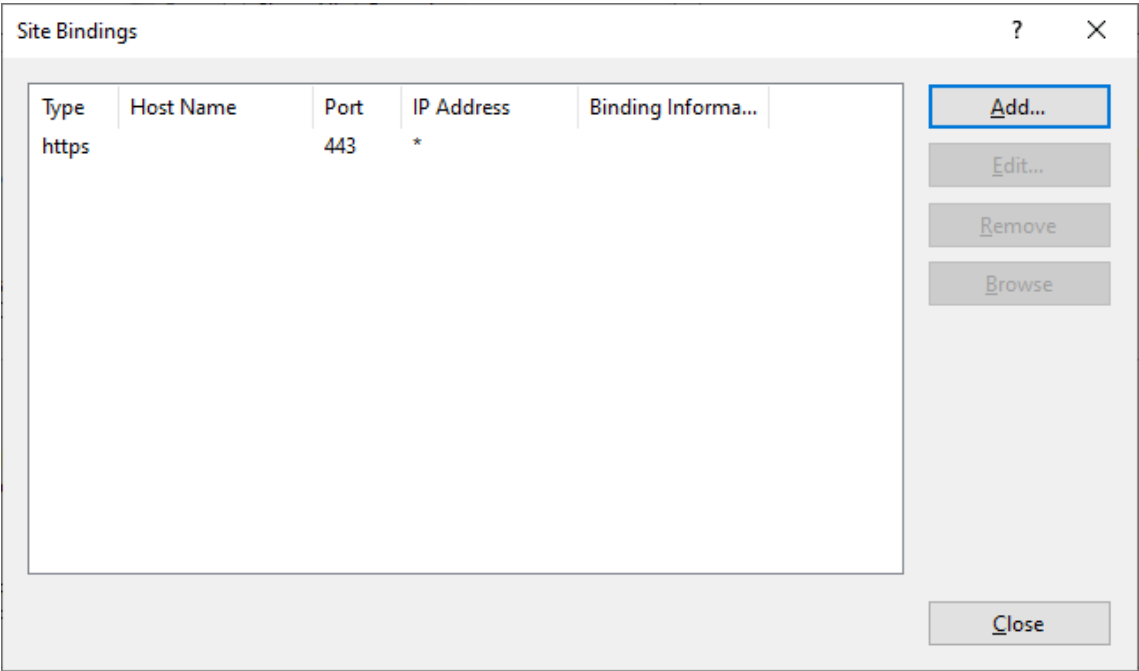 Site Bindings
?
Type Host Name Port IP Address Binding Informa...
https 443 *
Add...
Edit...
Remove
Browse
Close